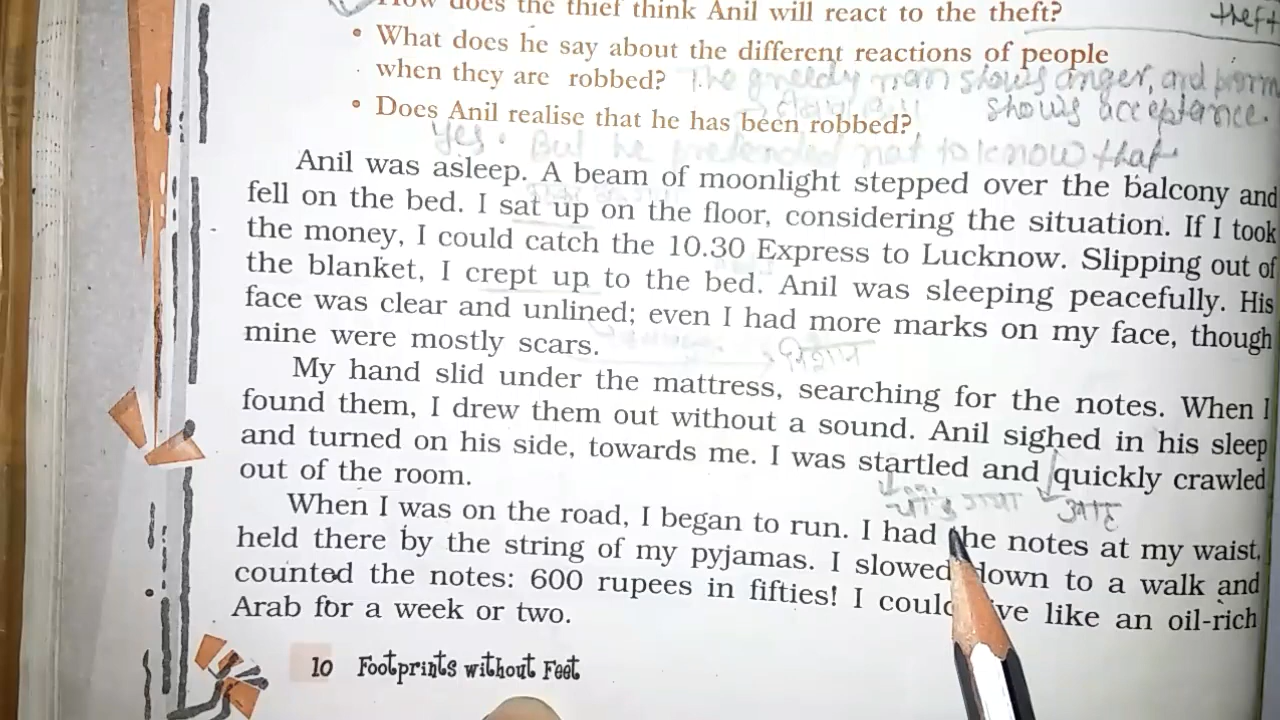 How does the thief think Anil will react to the theft?
theft
• What does he say about the different reactions of people
when they are robbed? The greedy man shows anger, and
shows acceptance.
• Does Anil realise that he has been robbed?
Yes. But he pretended not to know that
Anil was asleep. A beam of moonlight stepped over the balcony and
fell on the bed. I sat up on the floor, considering the situation. If I took
the money, I could catch the 10.30 Express to Lucknow. Slipping out of
the blanket, I crept up to the bed. Anil was sleeping peacefully. His
face was clear and unlined; even I had more marks on my face, though
mine were mostly scars.
निशान
My hand slid under the mattress, searching for the notes. When I
found them, I drew them out without a sound. Anil sighed in his sleep
and turned on his side, towards me. I was startled and quickly crawled
out of the room.
When I was on the road, I began to run. I had the notes at my waist,
held there by the string of my pyjamas. I slowed down to a walk and
counted the notes: 600 rupees in fifties! I could ve like an oil-rich
Arab for a week or two.
10 Footprints without Feet